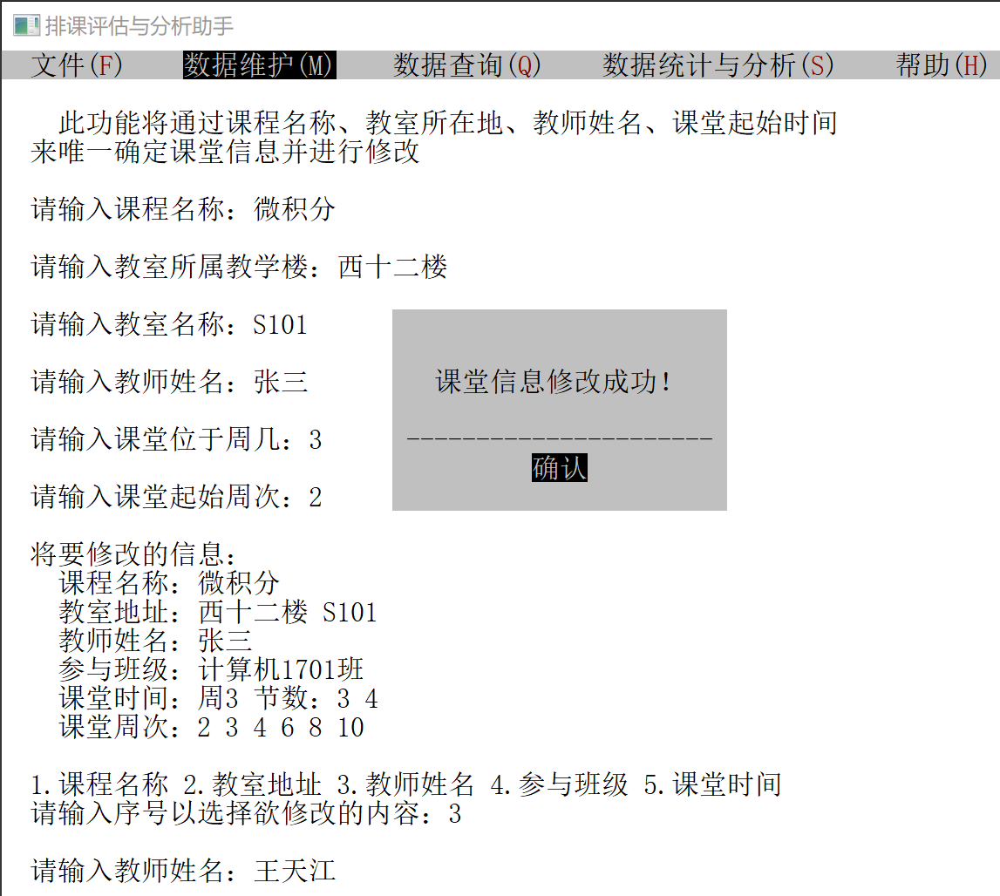 排课评估与分析助手
文件(F) 数据维护(M) 数据查询(Q) 数据统计与分析(S) 帮助(H)
此功能将通过课程名称、教室所在地、教师姓名、课堂起始时间
来唯一确定课堂信息并进行修改
请输入课程名称：微积分
请输入教室所属教学楼：西十二楼
请输入教室名称：S101
请输入教师姓名：张三
课堂信息修改成功！
----------------------
确认
请输入课堂位于周几：3
请输入课堂起始周次：2
将要修改的信息：
课程名称：微积分
教室地址：西十二楼 S101
教师姓名：张三
参与班级：计算机1701班
课堂时间：周3 节数：3 4
课堂周次：2 3 4 6 8 10
1.课程名称 2.教室地址 3.教师姓名 4.参与班级 5.课堂时间
请输入序号以选择欲修改的内容：3
请输入教师姓名：王天江